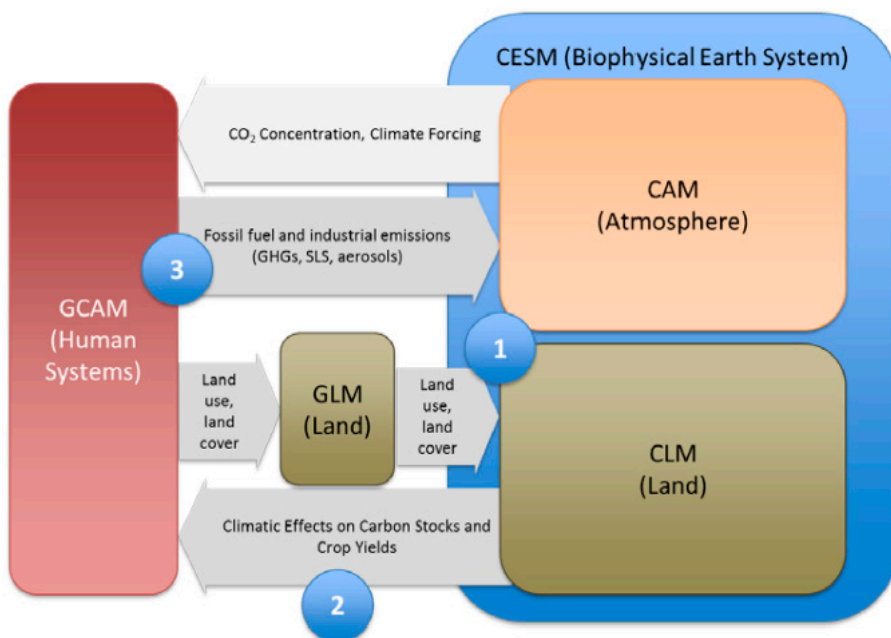 CESM (Biophysical Earth System)
CO₂ Concentration, Climate Forcing
CAM
(Atmosphere)
Fossil fuel and industrial emissions
(GHGs, SLS, aerosols)
3
GCAM
(Human
Systems)
1
Land
use,
land
cover
GLM
(Land)
Land
use,
land
cover
CLM
(Land)
Climatic Effects on Carbon Stocks and
Crop Yields
2